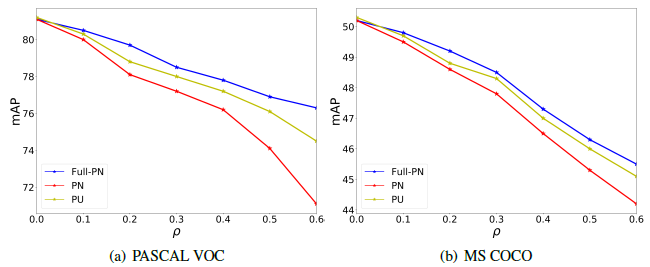 80
78
76
74
72
mAP
0.0 0.1 0.2 0.3 0.4 0.5 0.6
ρ
Full-PN
PN
PU
(a) PASCAL VOC
50
49
48
47
46
45
44
mAP
0.0 0.1 0.2 0.3 0.4 0.5 0.6
ρ
Full-PN
PN
PU
(b) MS COCO